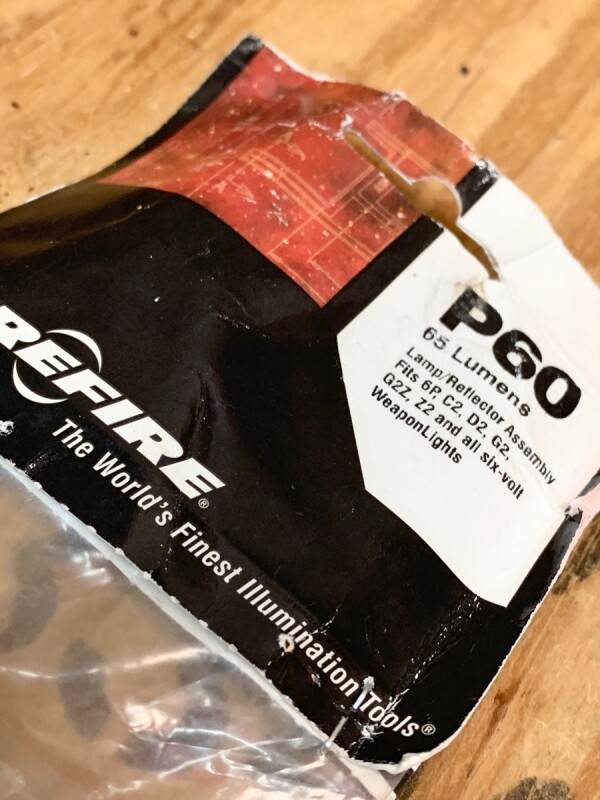 P60
65 Lumens
Lamp/Reflector Assembly
Fits 6P, C2, D2, G2,
G2Z, Z2 and all six-volt
WeaponLights
REFIRE®
The World's Finest Illumination Tools®